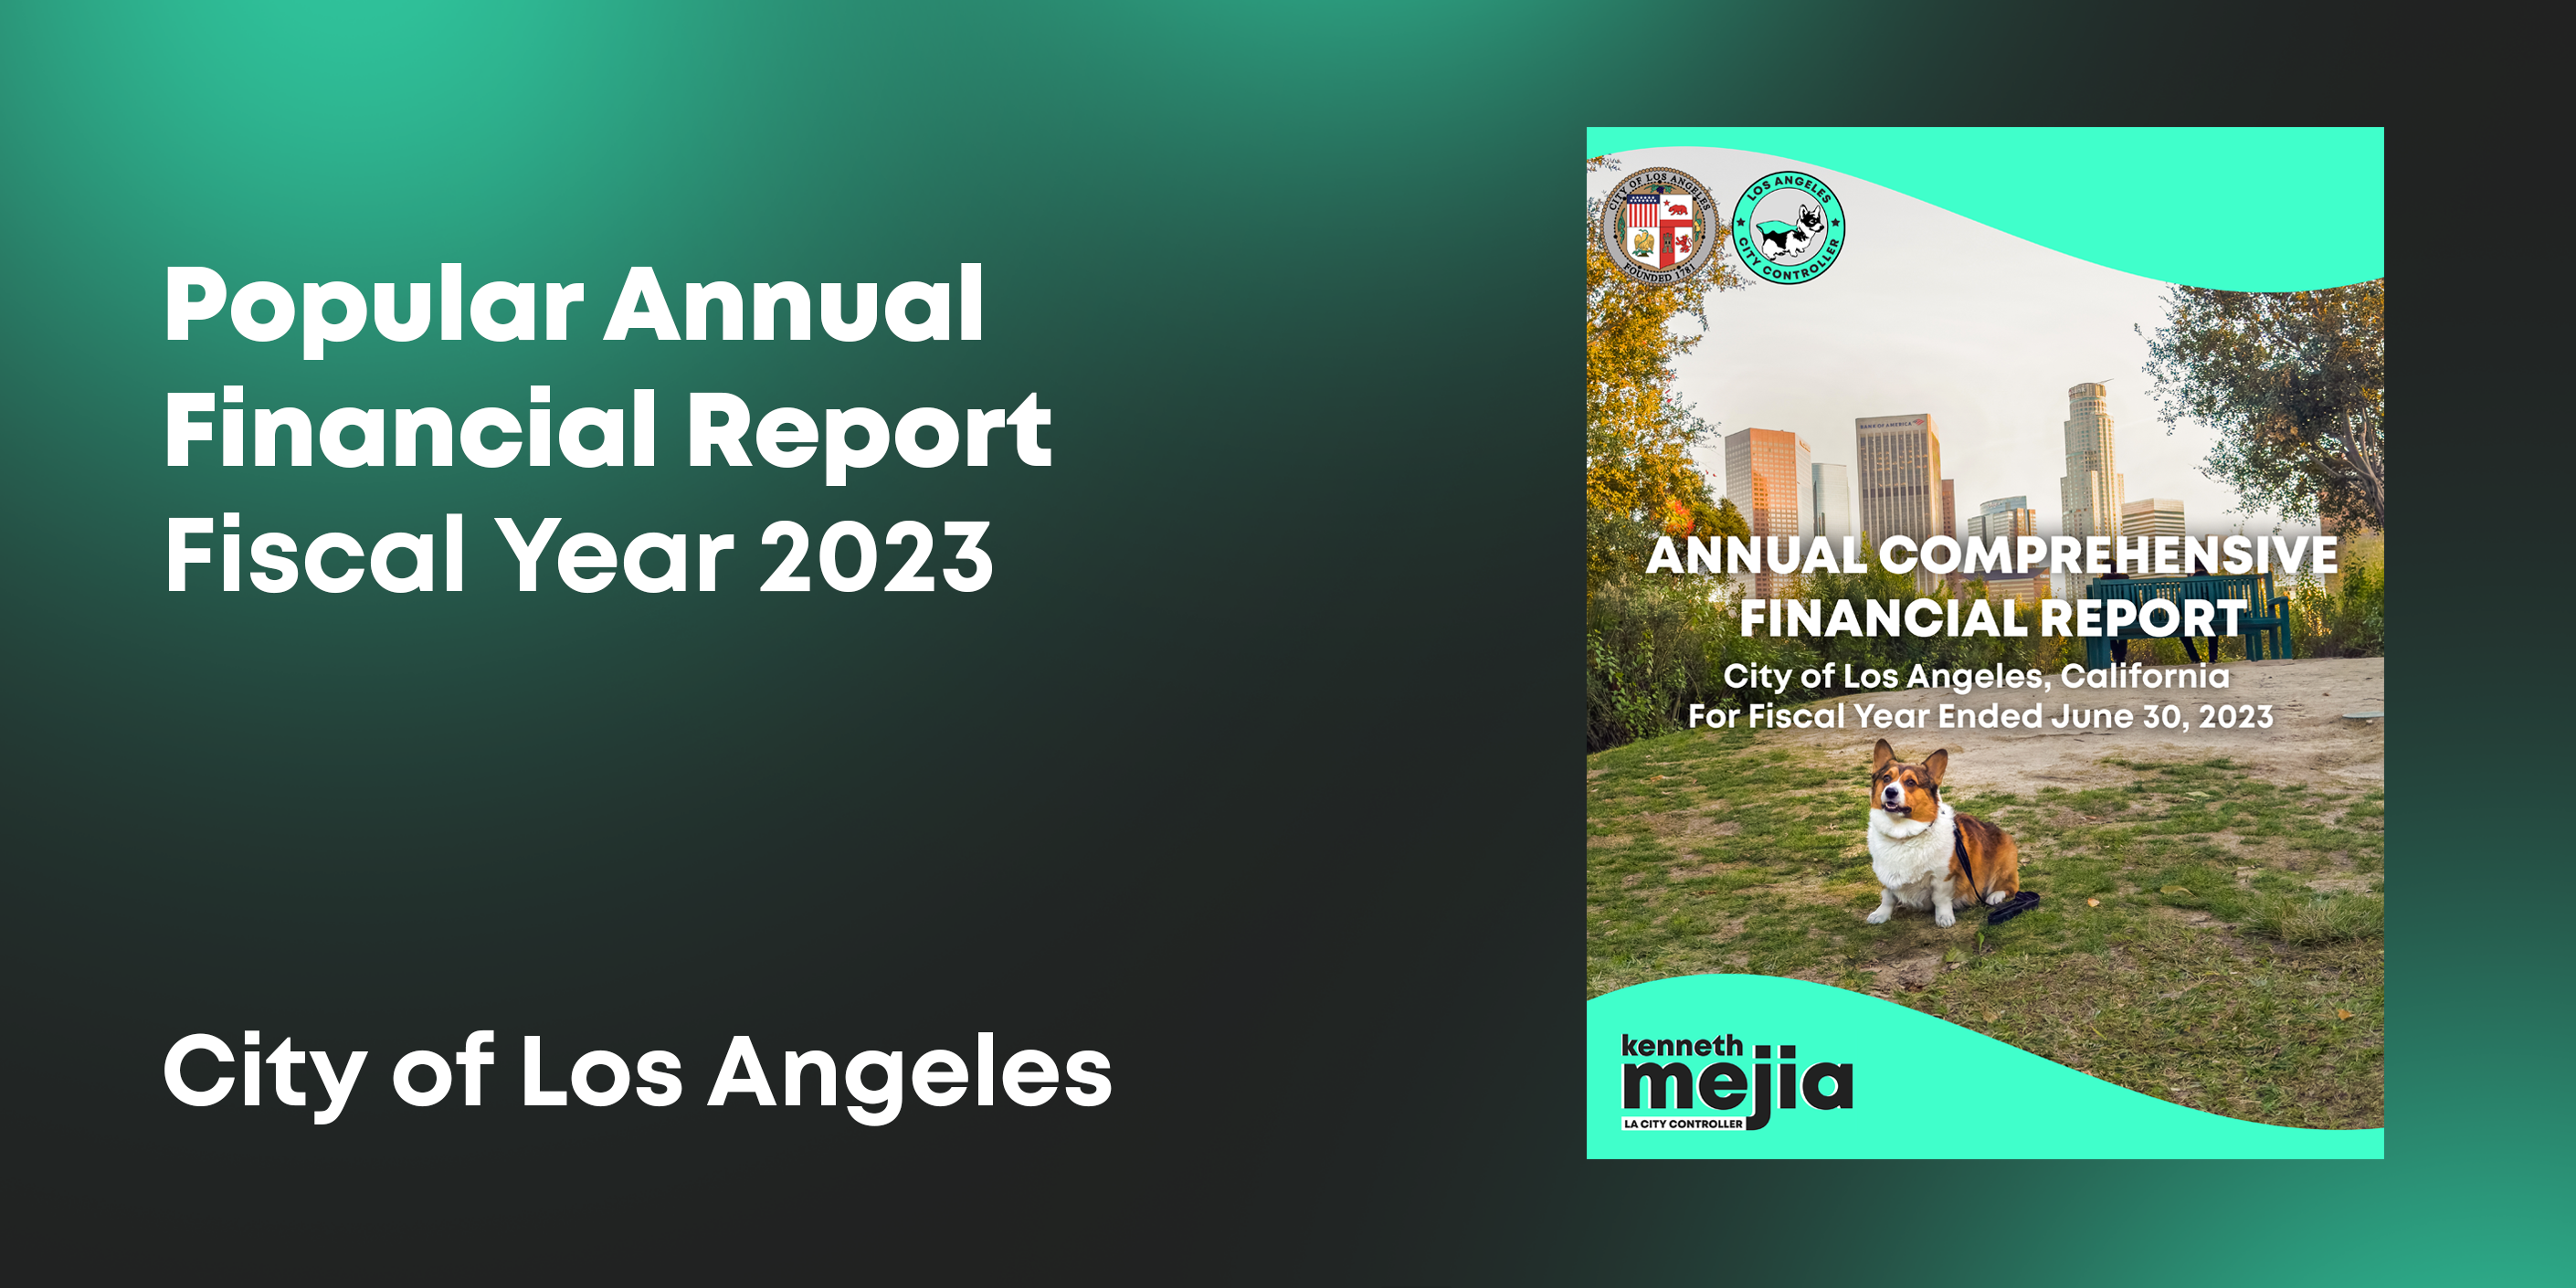 Popular Annual
Financial Report
Fiscal Year 2023
City of Los Angeles
CITY OF LOS ANGELES
FOUNDED 1781
LOS ANGELES
CITY CONTROLLER
BANK OF AMERICA
ANNUAL COMPREHENSIVE
FINANCIAL REPORT
City of Los Angeles, California
For Fiscal Year Ended June 30, 2023
kenneth
mejia
LA CITY CONTROLLER